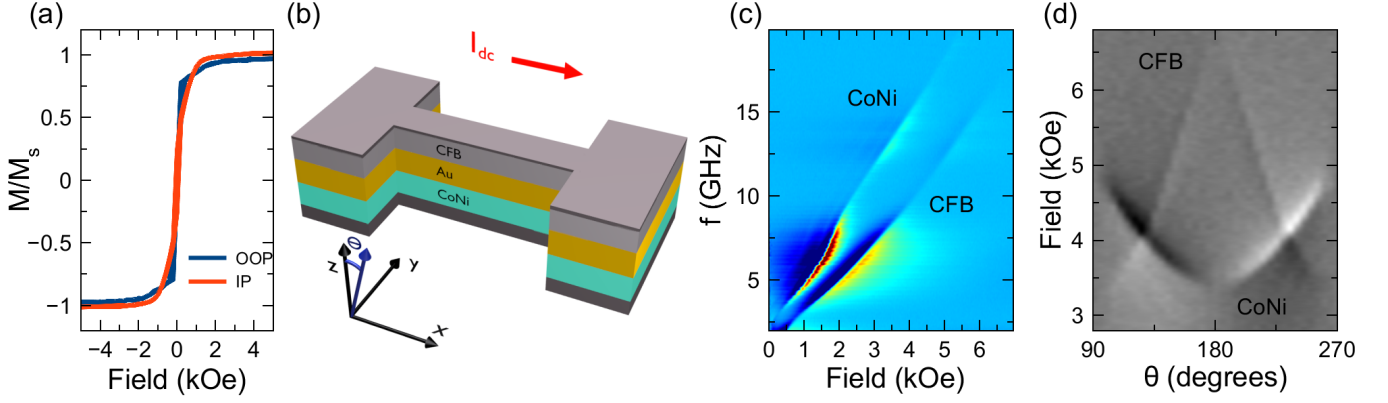 (a)
1
0.5
0
−0.5
−1
M/Ms
OOP
IP
−4 −2 0 2 4
Field (kOe)
(b)
Idc
CFB
Au
CoNi
z
θ
y
x
(c)
15
10
5
f (GHz)
CoNi
CFB
0 1 2 3 4 5 6
Field (kOe)
(d)
6
5
4
3
Field (kOe)
CFB
CoNi
90 180 270
θ (degrees)